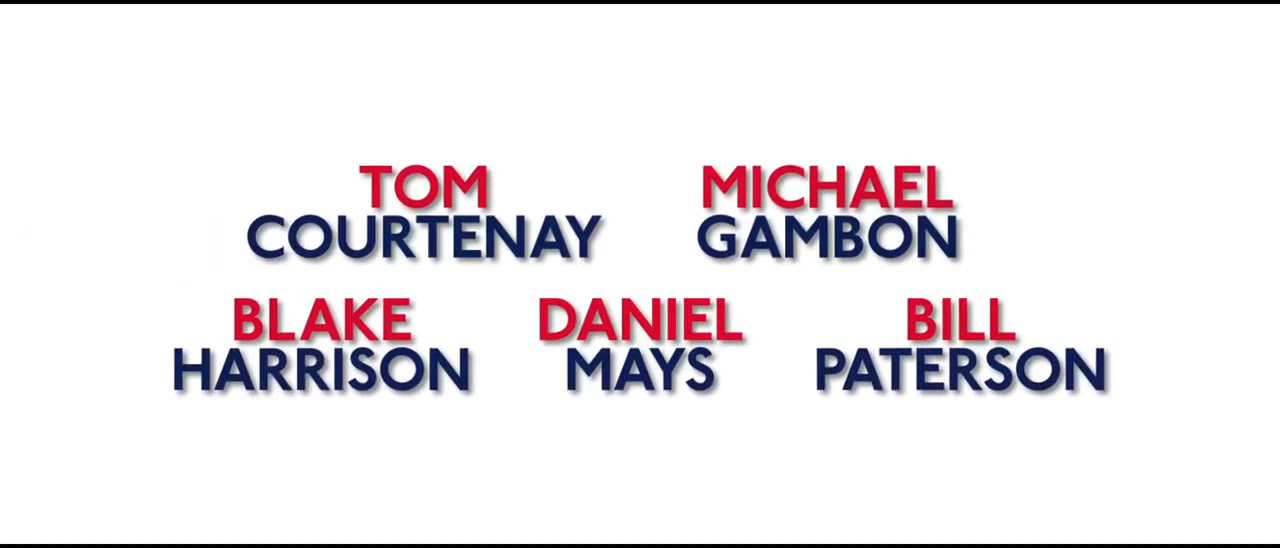 TOM MICHAEL
COURTENAY GAMBON
BLAKE DANIEL BILL
HARRISON MAYS PATERSON